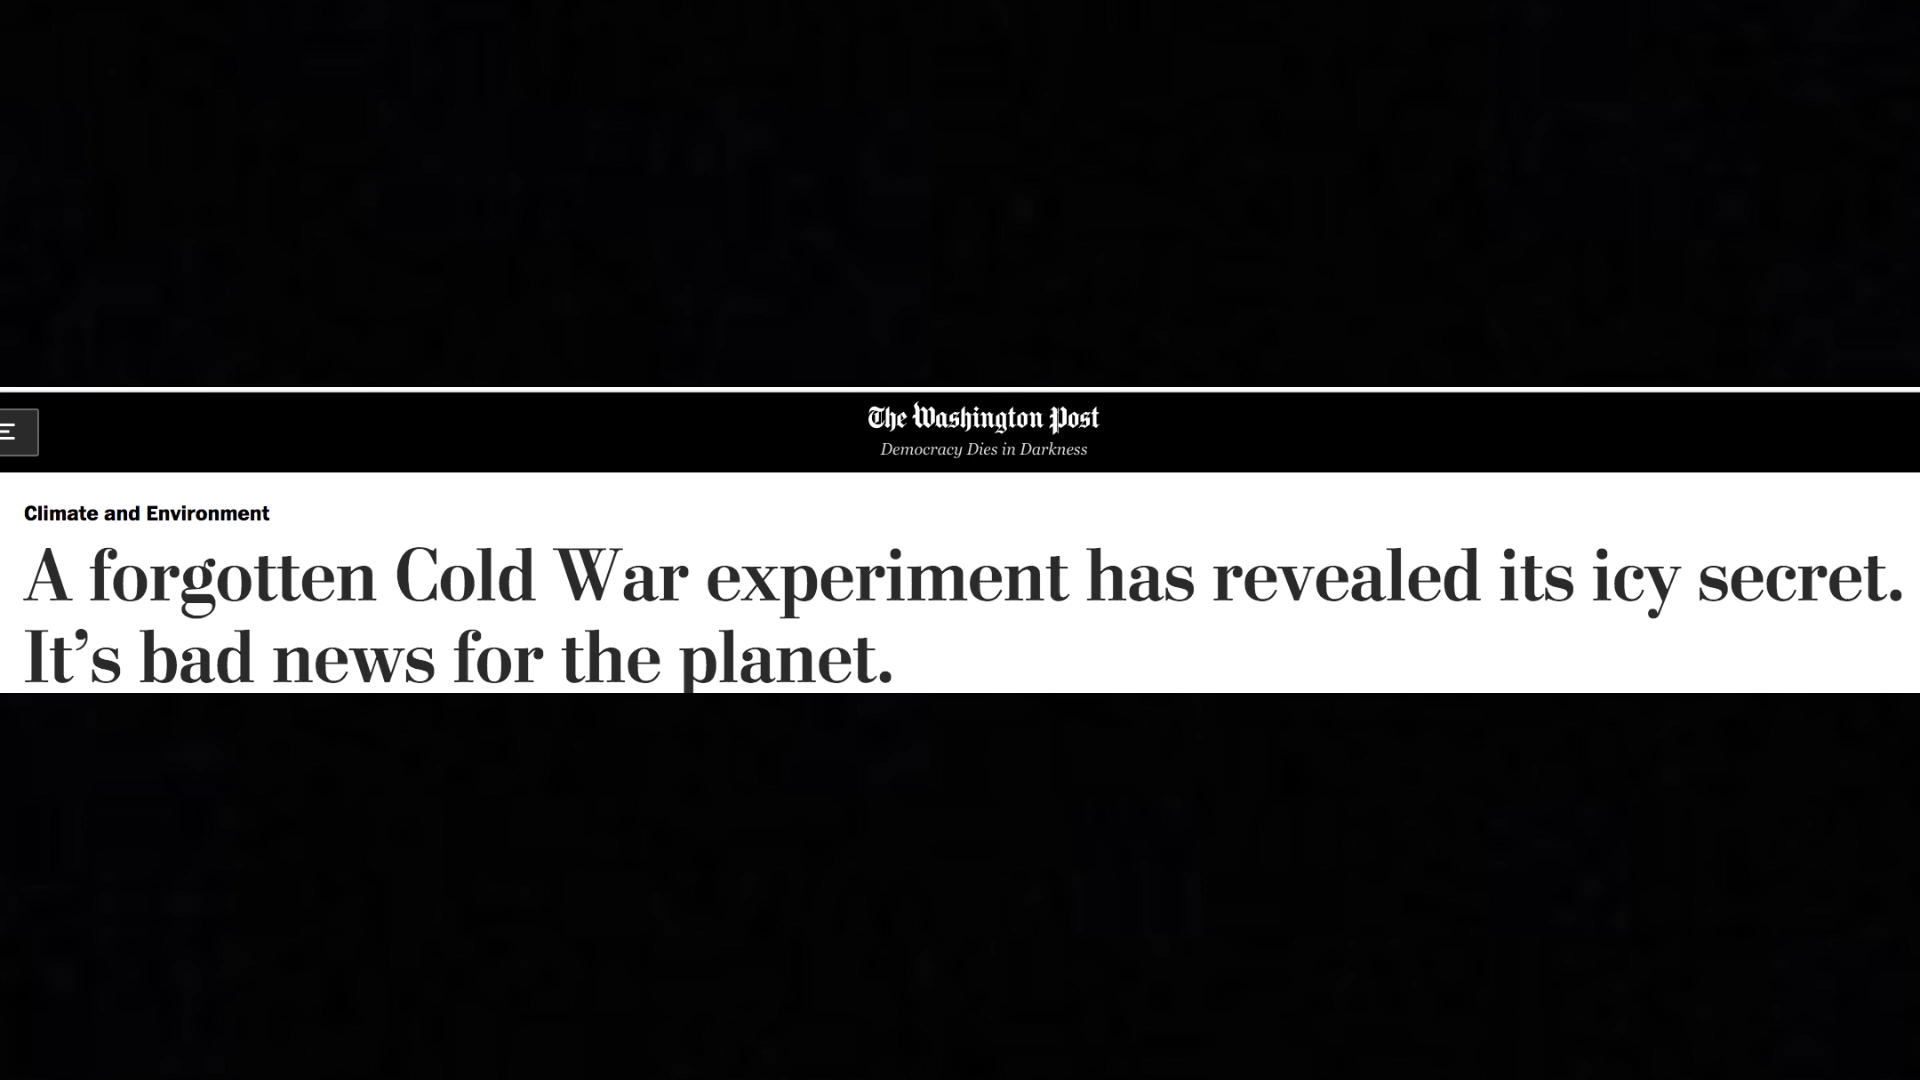 The Washington Post
Democracy Dies in Darkness
Climate and Environment
A forgotten Cold War experiment has revealed its icy secret.
It’s bad news for the planet.